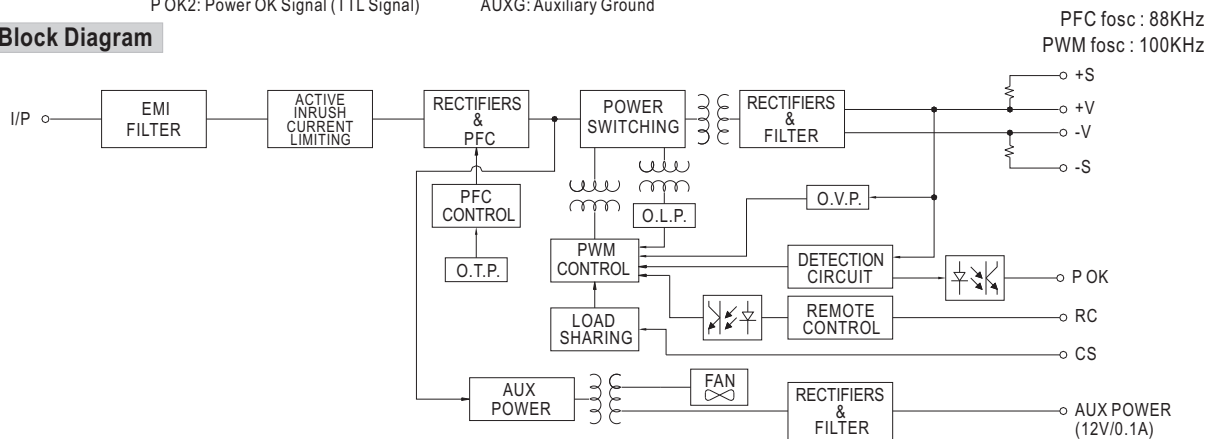 P OK2: Power OK Signal (TTL Signal) AUXG: Auxiliary Ground
Block Diagram
PFC fosc : 88KHz
PWM fosc : 100KHz
I/P
EMI
FILTER
ACTIVE
INRUSH
CURRENT
LIMITING
RECTIFIERS
&
PFC
POWER
SWITCHING
RECTIFIERS
&
FILTER
+S
+V
-V
-S
PFC
CONTROL
O.T.P.
O.L.P.
O.V.P.
PWM
CONTROL
DETECTION
CIRCUIT
P OK
LOAD
SHARING
REMOTE
CONTROL
RC
CS
AUX
POWER
FAN
RECTIFIERS
&
FILTER
AUX POWER
(12V/0.1A)